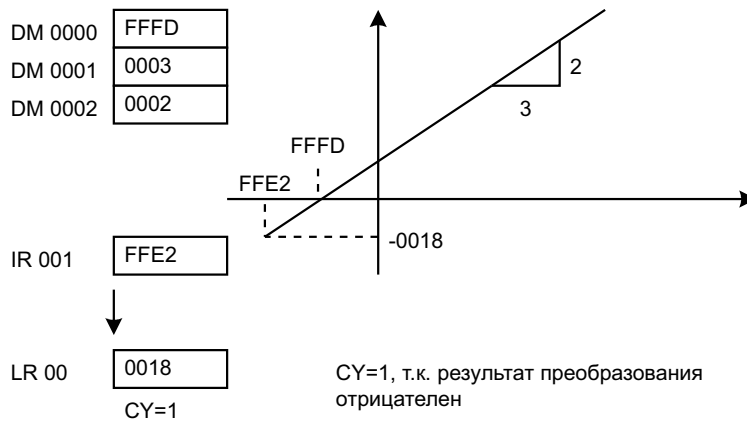 DM 0000 FFFD
DM 0001 0003
DM 0002 0002
2
3
FFFD
FFE2
-0018
IR 001 FFE2
LR 00 0018
CY=1
CY=1, т.к. результат преобразования
отрицателен